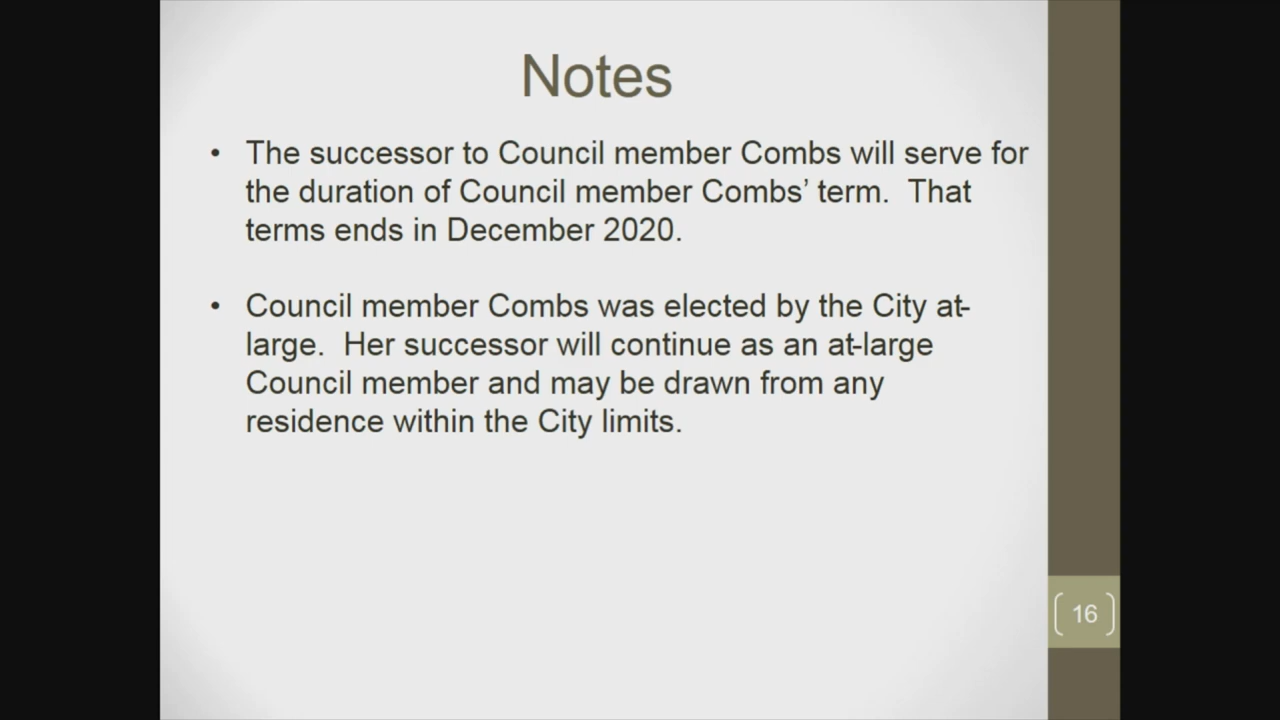 Notes
• The successor to Council member Combs will serve for
the duration of Council member Combs’ term.  That
terms ends in December 2020.
• Council member Combs was elected by the City at-
large.  Her successor will continue as an at-large
Council member and may be drawn from any
residence within the City limits.
16